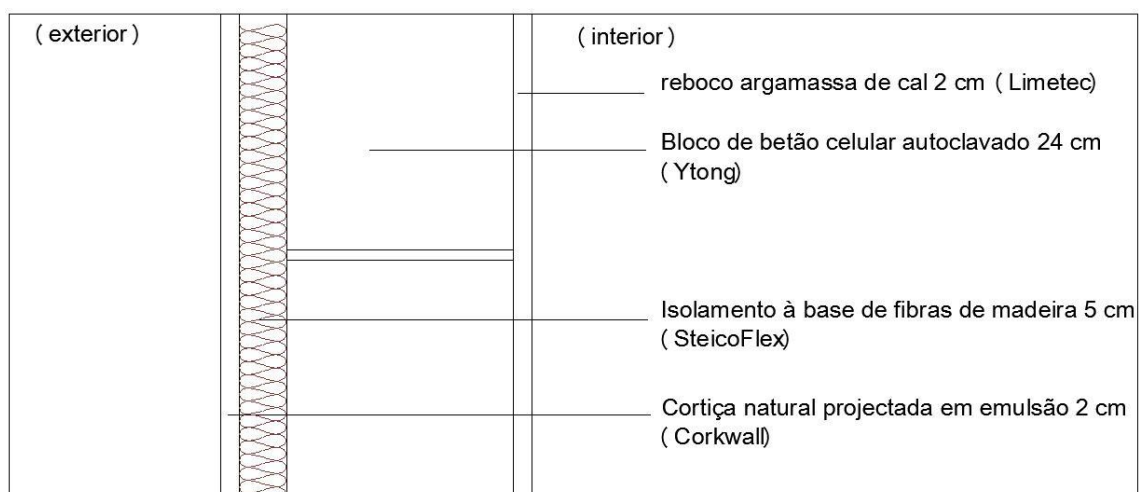 ( exterior )
( interior )
reboco argamassa de cal 2 cm ( Limetec)
Bloco de betão celular autoclavado 24 cm
( Ytong)
Isolamento à base de fibras de madeira 5 cm
( SteicoFlex)
Cortiça natural projectada em emulsão 2 cm
( Corkwall)